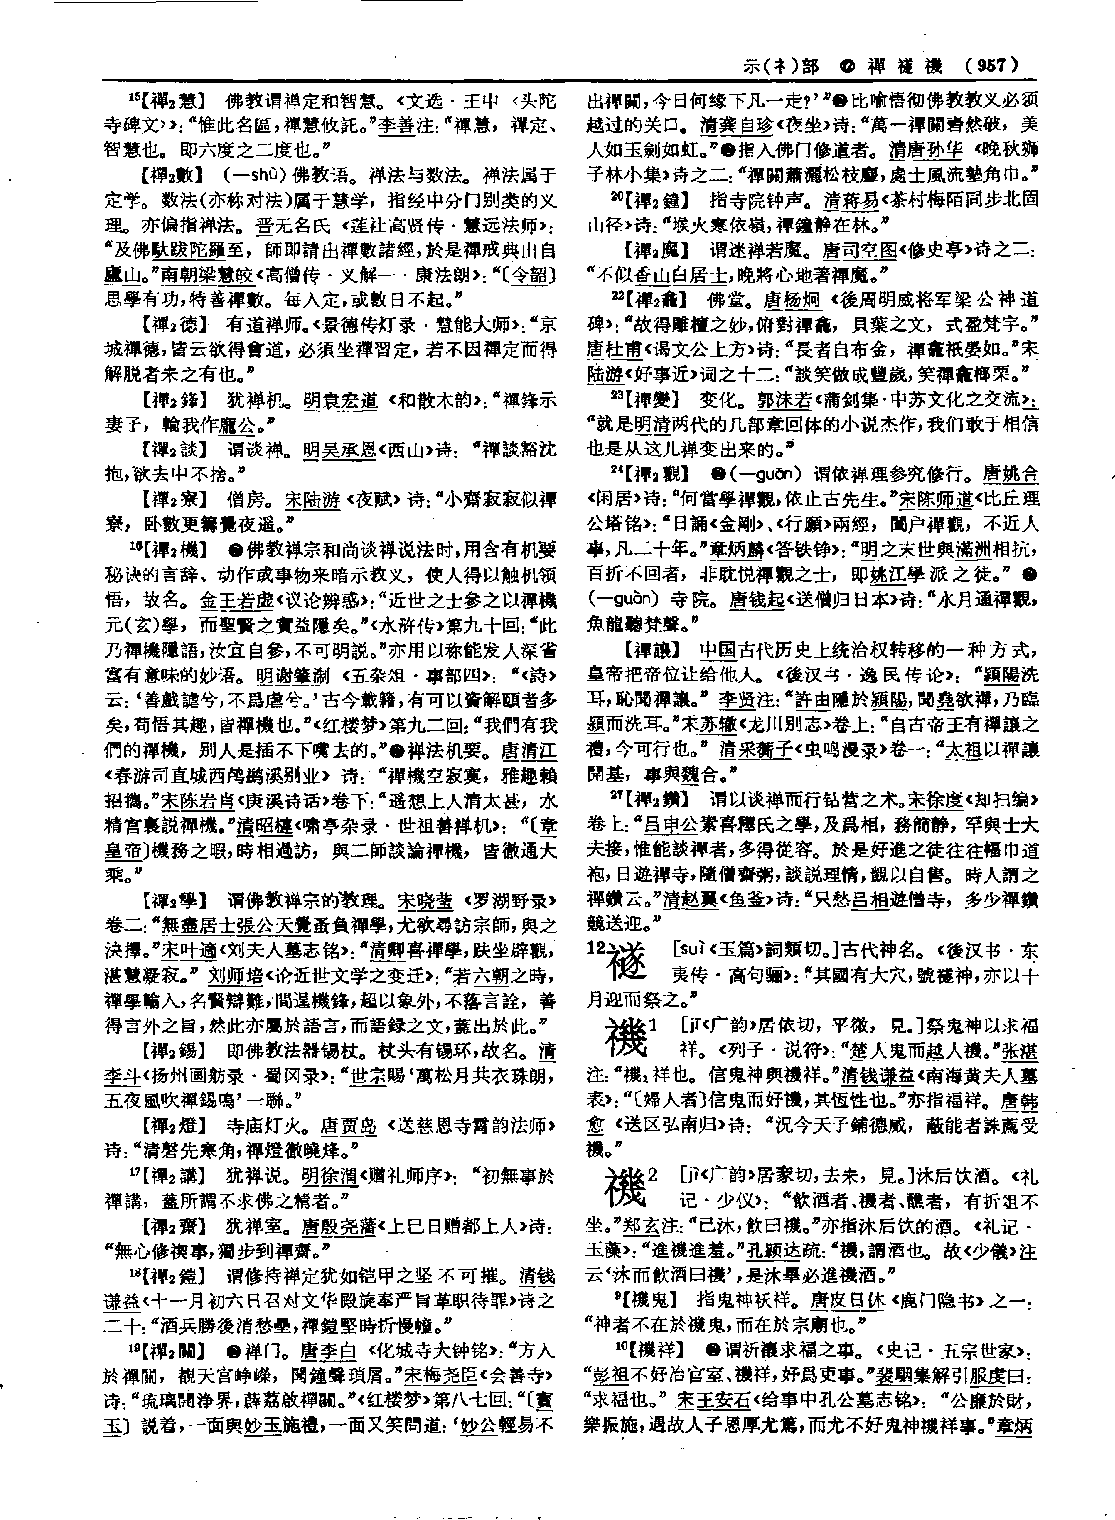 示(礻)部 ⑫ 禪 禭 禨 (957)
¹⁵【禪₂慧】 佛教谓禅定和智慧。《文选·王巾〈头陀
寺碑文〉》：“惟此名區，禪慧攸託。”李善注：“禪慧，禪定、
智慧也。即六度之二度也。”
【禪₂數】 (—shù)佛教语。禅法与数法。禅法属于
定学。数法(亦称对法)属于慧学，指经中分门别类的义
理。亦偏指禅法。晋无名氏《莲社高贤传·慧远法师》：
“及佛馱跋陀羅至，師即請出禪數諸經，於是禪戒典出自
廬山。”南朝梁慧皎《高僧传·义解一·康法朗》：“〔令韶〕
思學有功，特善禪數。每入定，或數日不起。”
【禪₂德】 有道禅师。《景德传灯录·慧能大师》：“京
城禪德，皆云欲得會道，必須坐禪習定，若不因禪定而得
解脱者未之有也。”
【禪₂鋒】 犹禅机。明袁宏道《和散木韵》：“禪鋒示
妻子，輸我作龐公。”
【禪₂談】 谓谈禅。明吴承恩《西山》诗：“禪談豁沈
抱，欲去中不捨。”
【禪₂寮】 僧房。宋陆游《夜赋》诗：“小齋寂寂似禪
寮，卧數更籌覺夜遥。”
¹⁶【禪₂機】 ❶佛教禅宗和尚谈禅说法时，用含有机要
秘诀的言辞、动作或事物来暗示教义，使人得以触机领
悟，故名。金王若虚《议论辨惑》：“近世之士參之以禪機
元(玄)學，而聖賢之實益隱矣。”《水浒传》第九十回：“此
乃禪機隱語，汝宜自參，不可明説。”亦用以称能发人深省
富有意味的妙语。明谢肇淛《五杂俎·事部四》：“《詩》
云：‘善戲謔兮，不爲虐兮。’古今載籍，有可以資解頤者多
矣，苟悟其趣，皆禪機也。”《红楼梦》第九二回：“我們有我
們的禪機，别人是插不下嘴去的。”❷禅法机要。唐清江
《春游司直城西鸬鹚溪别业》诗：“禪機空寂寞，雅趣賴
招攜。”宋陈岩肖《庚溪诗话》卷下：“遥想上人清太甚，水
精宫裏説禪機。”清昭槤《啸亭杂录·世祖善禅机》：“〔章
皇帝〕機務之暇，時相過訪，與二師談論禪機，皆徹通大
乘。”
【禪₂學】 谓佛教禅宗的教理。宋晓莹《罗湖野录》
卷二：“無盡居士張公天覺蚤負禪學，尤欲尋訪宗師，與之
決擇。”宋叶適《刘夫人墓志铭》：“清卿喜禪學，趺坐辟觀，
湛慧凝寂。”刘师培《论近世文学之变迁》：“若六朝之時，
禪學輸入，名賢辯難，間逞機鋒，超以象外，不落言詮，善
得言外之旨，然此亦屬於語言，而語録之文，蓋出於此。”
【禪₂錫】 即佛教法器锡杖。杖头有锡环，故名。清
李斗《扬州画舫录·蜀冈录》：“世宗賜‘萬松月共衣珠朗，
五夜風吹禪錫鳴’一聯。”
【禪₂燈】 寺庙灯火。唐贾岛《送慈恩寺霄韵法师》
诗：“清磬先寒角，禪燈徹曉烽。”
¹⁷【禪₂講】 犹禅说。明徐渭《赠礼师序》：“初無事於
禪講，蓋所謂不求佛之精者。”
【禪₂齋】 犹禅室。唐殷尧藩《上巳日赠都上人》诗：
“無心修禊事，獨步到禪齋。”
¹⁸【禪₂鎧】 谓修持禅定犹如铠甲之坚不可摧。清钱
谦益《十一月初六日召对文华殿旋奉严旨革职待罪》诗之
二十：“酒兵勝後消愁壘，禪鎧堅時折慢幢。”
¹⁹【禪₂關】 ❶禅门。唐李白《化城寺大钟铭》：“方入
於禪關，覩天宫崢嶸，聞鐘聲瑣屑。”宋梅尧臣《会善寺》
诗：“琉璃開净界，薜荔啟禪關。”《红楼梦》第八七回：“〔寶
玉〕説着，一面與妙玉施禮，一面又笑問道：‘妙公輕易不
出禪關，今日何缘下凡一走？’”❷比喻悟彻佛教教义必须
越过的关口。清龚自珍《夜坐》诗：“萬一禪關砉然破，美
人如玉劍如虹。”❸指入佛门修道者。清唐孙华《晚秋狮
子林小集》诗之二：“禪關蕭灑松枝麈，處士風流墊角巾。”
²⁰【禪₂鐘】 指寺院钟声。清蒋易《茶村梅陌同步北固
山径》诗：“堠火寒依嶺，禪鐘静在林。”
【禪₂魔】 谓迷禅若魔。唐司空图《修史亭》诗之二：
“不似香山白居士，晚將心地著禪魔。”
²²【禪₂龕】 佛堂。唐杨炯《後周明威将军梁公神道
碑》：“故得雕檀之妙，俯對禪龕，貝葉之文，式盈梵字。”
唐杜甫《谒文公上方》诗：“長者自布金，禪龕衹晏如。”宋
陆游《好事近》词之十二：“談笑做成豐歲，笑禪龕榔栗。”
²³【禪變】 变化。郭沫若《蒲剑集·中苏文化之交流》：
“就是明清两代的几部章回体的小说杰作，我们敢于相信
也是从这儿禅变出来的。”
²⁴【禪₂觀】 ❶(—guān)谓依禅理参究修行。唐姚合
《闲居》诗：“何當學禪觀，依止古先生。”宋陈师道《比丘理
公塔铭》：“日誦《金剛》、《行願》兩經，闔户禪觀，不近人
事，凡二十年。”章炳麟《答铁铮》：“明之末世與滿洲相抗，
百折不回者，非耽悦禪觀之士，即姚江學派之徒。”❷
(—guàn)寺院。唐钱起《送僧归日本》诗：“水月通禪觀，
魚龍聽梵聲。”
【禪讓】 中国古代历史上统治权转移的一种方式，
皇帝把帝位让给他人。《後汉书·逸民传论》：“潁陽洗
耳，恥聞禪讓。”李贤注：“許由隱於潁陽，聞堯欲禪，乃臨
潁而洗耳。”宋苏辙《龙川别志》卷上：“自古帝王有禪讓之
禮，今可行也。”清采蘅子《虫鸣漫录》卷一：“太祖以禪讓
開基，事與魏合。”
²⁷【禪₂鑽】 谓以谈禅而行钻营之术。宋徐度《却扫编》
卷上：“吕申公素喜釋氏之學，及爲相，務簡静，罕與士大
夫接，惟能談禪者，多得從容。於是好進之徒往往幅巾道
袍，日遊禪寺，隨僧齋粥，談説理情，覬以自售。時人謂之
禪鑽云。”清赵翼《鱼釜》诗：“只愁吕相遊僧寺，多少禪鑽
競送迎。”
12禭 [suì《玉篇》詞類切。]古代神名。《後汉书·东
夷传·高句骊》：“其國有大穴，號禭神，亦以十
月迎而祭之。”
禨¹ [jī《广韵》居依切，平微，見。]祭鬼神以求福
祥。《列子·说符》：“楚人鬼而越人禨。”张湛
注：“禨，祥也。信鬼神與禨祥。”清钱谦益《南海黄夫人墓
表》：“〔婦人者〕信鬼而好禨，其恆性也。”亦指福祥。唐韩
愈《送区弘南归》诗：“況今天子鋪德威，蔽能者誅薦受
禨。”
禨² [jì《广韵》居豙切，去未，見。]沐后饮酒。《礼
记·少仪》：“飲酒者、禨者、醮者，有折俎不
坐。”郑玄注：“已沐，飲曰禨。”亦指沐后饮的酒。《礼记·
玉藻》：“進禨進羞。”孔颖达疏：“禨，謂酒也。故《少儀》注
云‘沐而飲酒曰禨’，是沐畢必進禨酒。”
⁹【禨鬼】 指鬼神祆祥。唐皮日休《鹿门隐书》之一：
“神者不在於禨鬼，而在於宗廟也。”
¹⁰【禨祥】 ❶谓祈禳求福之事。《史记·五宗世家》：
“彭祖不好治宫室、禨祥，好爲吏事。”裴駰集解引服虔曰：
“求福也。”宋王安石《给事中孔公墓志铭》：“公廉於財，
樂振施，遇故人子恩厚尤篤，而尤不好鬼神禨祥事。”章炳